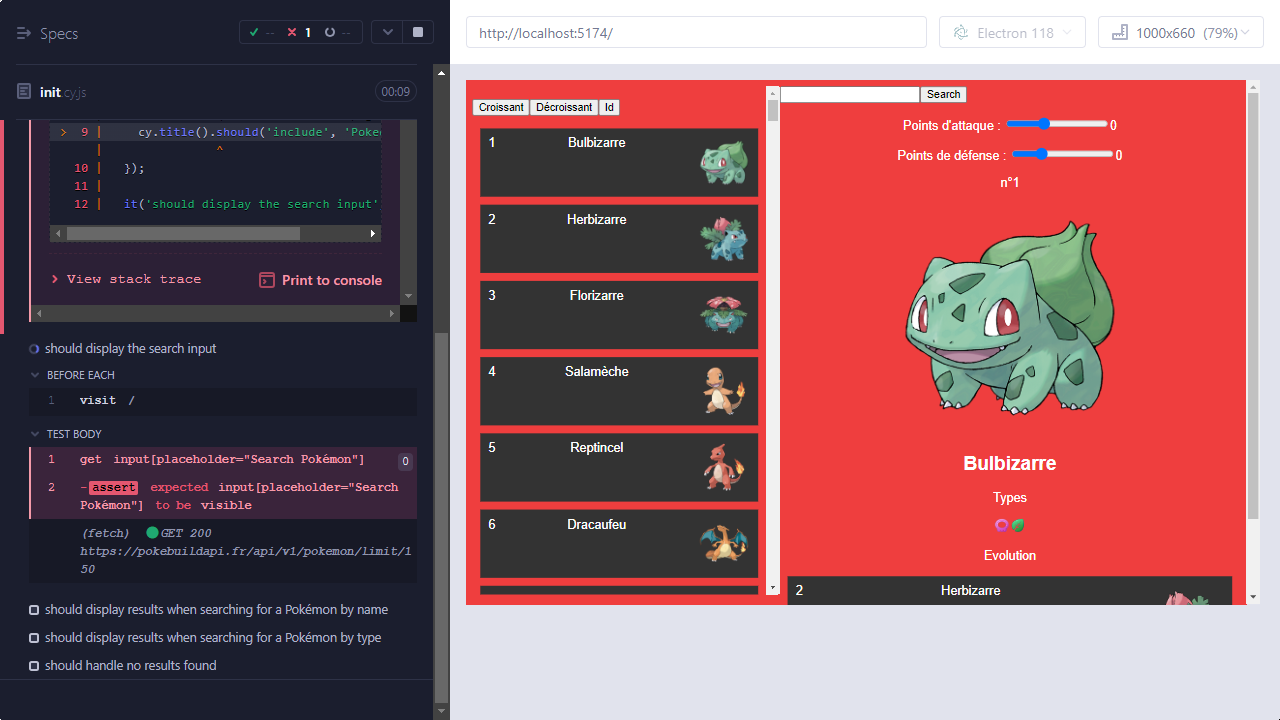 Specs
-- 1 --
init.cy.js
00:09
> 9 | cy.title().should('include', 'Poke
| ^
10 | });
11 |
12 | it('should display the search input'
View stack trace
Print to console
should display the search input
BEFORE EACH
1 visit /
TEST BODY
1 get input[placeholder="Search Pokémon"] 0
2 -assert expected input[placeholder="Search
Pokémon"] to be visible
(fetch) GET 200
https://pokebuildapi.fr/api/v1/pokemon/limit/1
50
should display results when searching for a Pokémon by name
should display results when searching for a Pokémon by type
should handle no results found
http://localhost:5174/
Electron 118
1000x660 (79%)
Croissant Décroissant Id
1 Bulbizarre
2 Herbizarre
3 Florizarre
4 Salamèche
5 Reptincel
6 Dracaufeu
Search
Points d'attaque : 0
Points de défense : 0
n°1
Bulbizarre
Types
Evolution
2 Herbizarre